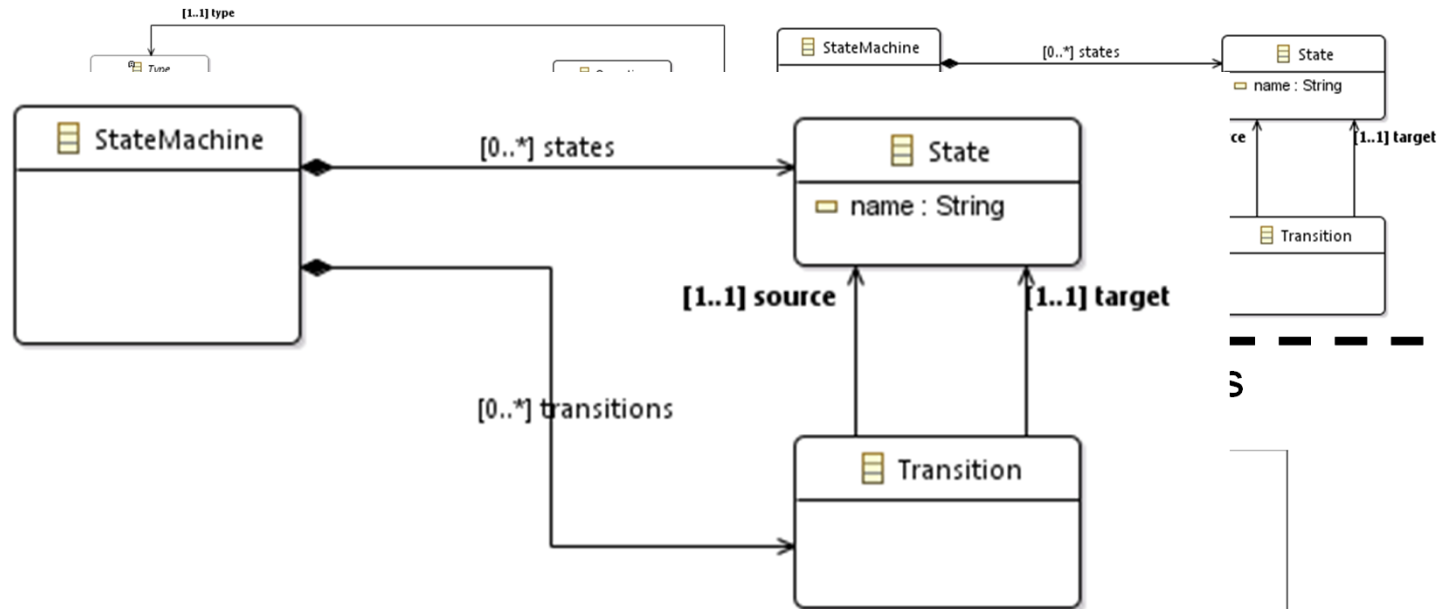 [1..1] type
Type
StateMachine
[0..*] states
State
name : String
[1..1] target
Transition
StateMachine
[0..*] states
State
name : String
[1..1] source
[1..1] target
[0..*] transitions
Transition